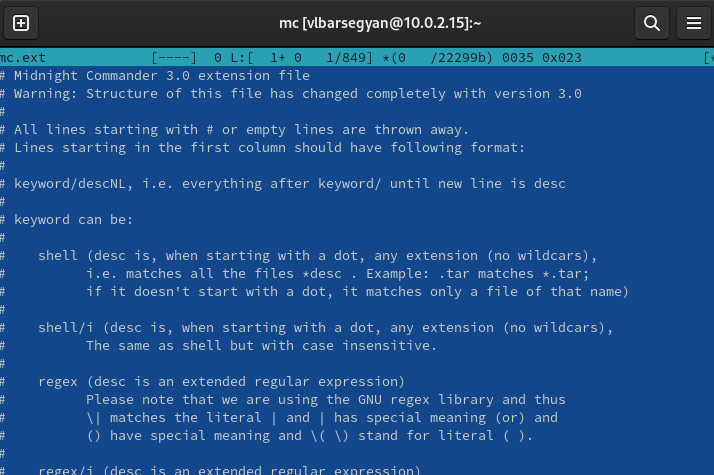 mc [vlbarsegyan@10.0.2.15]:~
mc.ext [----] 0 L:[ 1+ 0 1/849] *(0 /22299b) 0035 0x023 [*
# Midnight Commander 3.0 extension file
# Warning: Structure of this file has changed completely with version 3.0
#
# All lines starting with # or empty lines are thrown away.
# Lines starting in the first column should have following format:
#
# keyword/descNL, i.e. everything after keyword/ until new line is desc
#
# keyword can be:
#
# shell (desc is, when starting with a dot, any extension (no wildcars),
# i.e. matches all the files *desc . Example: .tar matches *.tar;
# if it doesn't start with a dot, it matches only a file of that name)
#
# shell/i (desc is, when starting with a dot, any extension (no wildcars),
# The same as shell but with case insensitive.
#
# regex (desc is an extended regular expression)
# Please note that we are using the GNU regex library and thus
# \| matches the literal | and | has special meaning (or) and
# () have special meaning and \( \) stand for literal ( ).
#
# regex/i (desc is an extended regular expression)